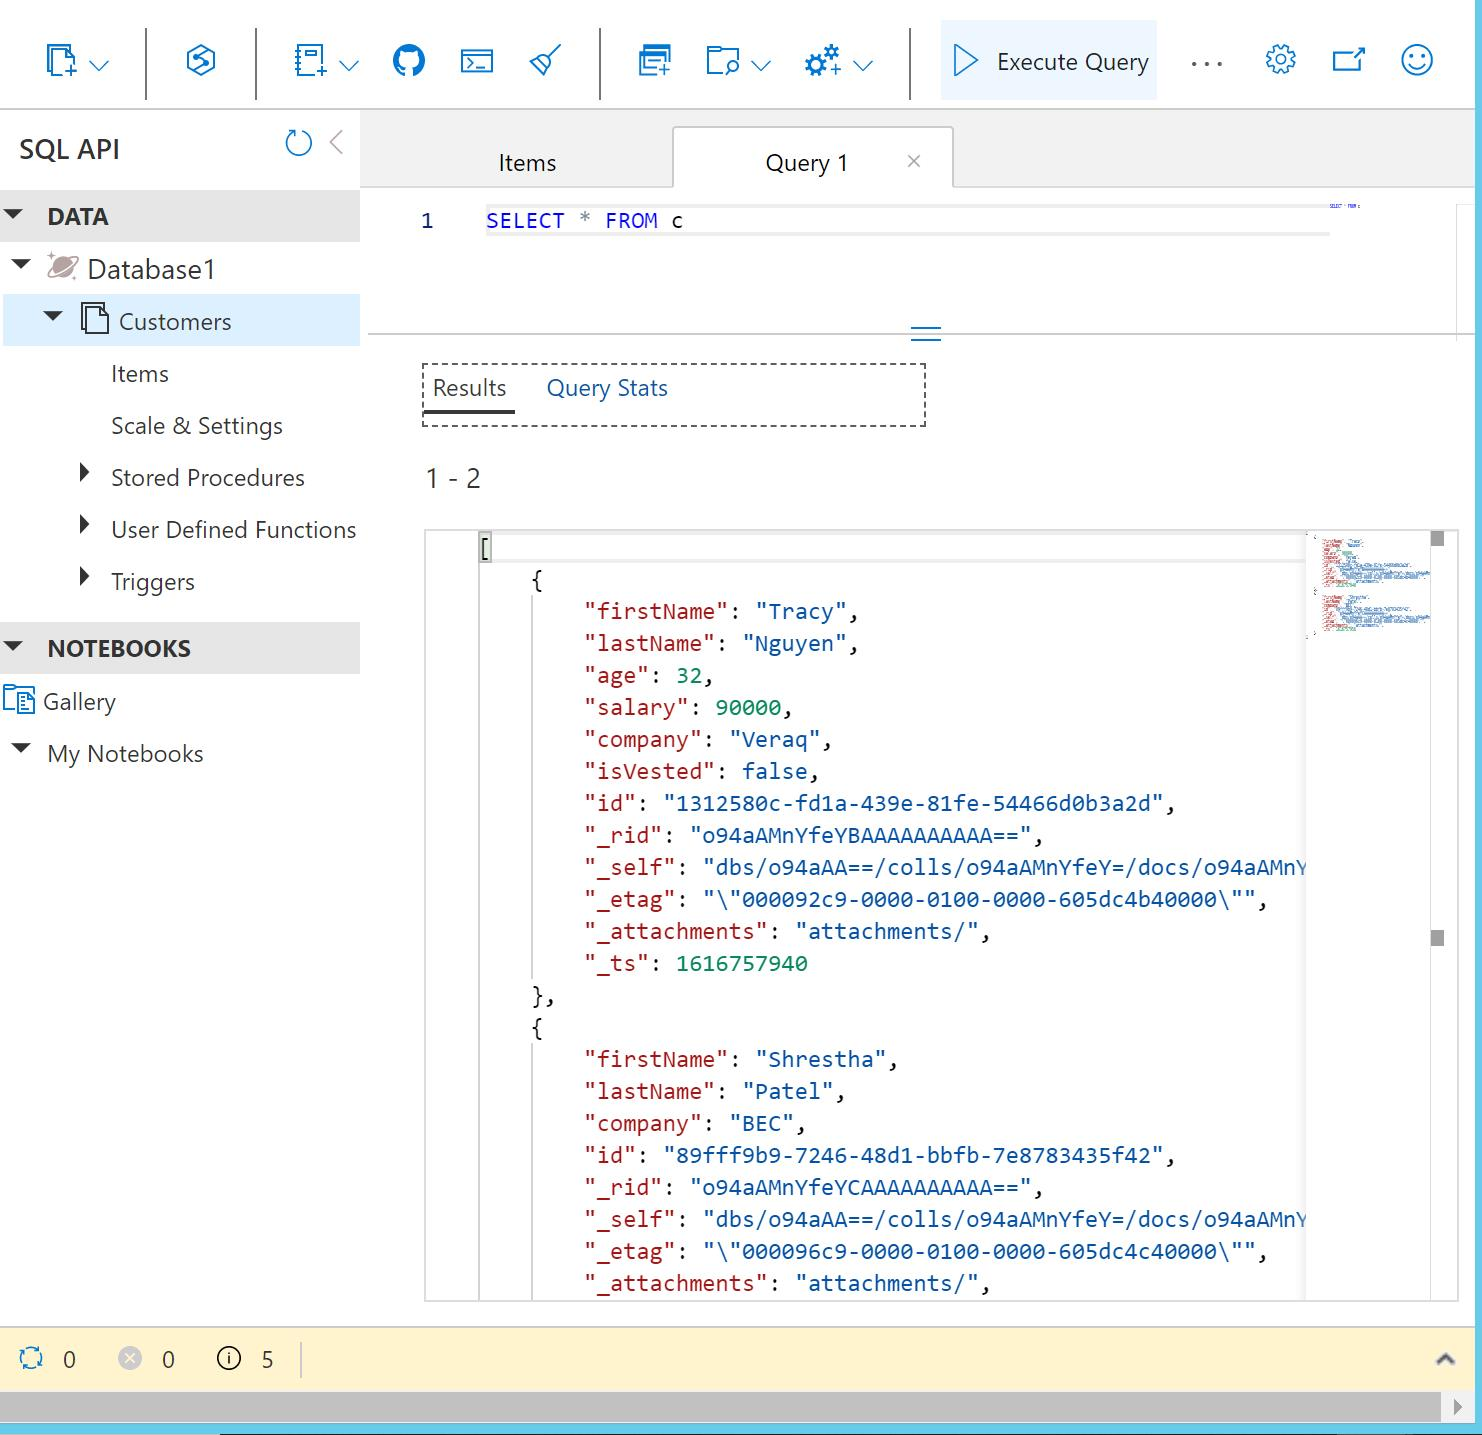 Execute Query
SQL API
Items
Query 1
DATA
1
SELECT * FROM c
Database1
Customers
Items
Results
Query Stats
Scale & Settings
Stored Procedures
1 - 2
User Defined Functions
Triggers
NOTEBOOKS
Gallery
My Notebooks
[
{
"firstName": "Tracy",
"lastName": "Nguyen",
"age": 32,
"salary": 90000,
"company": "Veraq",
"isVested": false,
"id": "1312580c-fd1a-439e-81fe-54466d0b3a2d",
"_rid": "o94aAMnYfeYBAAAAAAAAAA==",
"_self": "dbs/o94aAA==/colls/o94aAMnYfeY=/docs/o94aAMnY
"_etag": "\"000092c9-0000-0100-0000-605dc4b40000\"",
"_attachments": "attachments/",
"_ts": 1616757940
},
{
"firstName": "Shrestha",
"lastName": "Patel",
"company": "BEC",
"id": "89fff9b9-7246-48d1-bbfb-7e8783435f42",
"_rid": "o94aAMnYfeYCAAAAAAAAAA==",
"_self": "dbs/o94aAA==/colls/o94aAMnYfeY=/docs/o94aAMnY
"_etag": "\"000096c9-0000-0100-0000-605dc4c40000\"",
"_attachments": "attachments/",
0
0
5